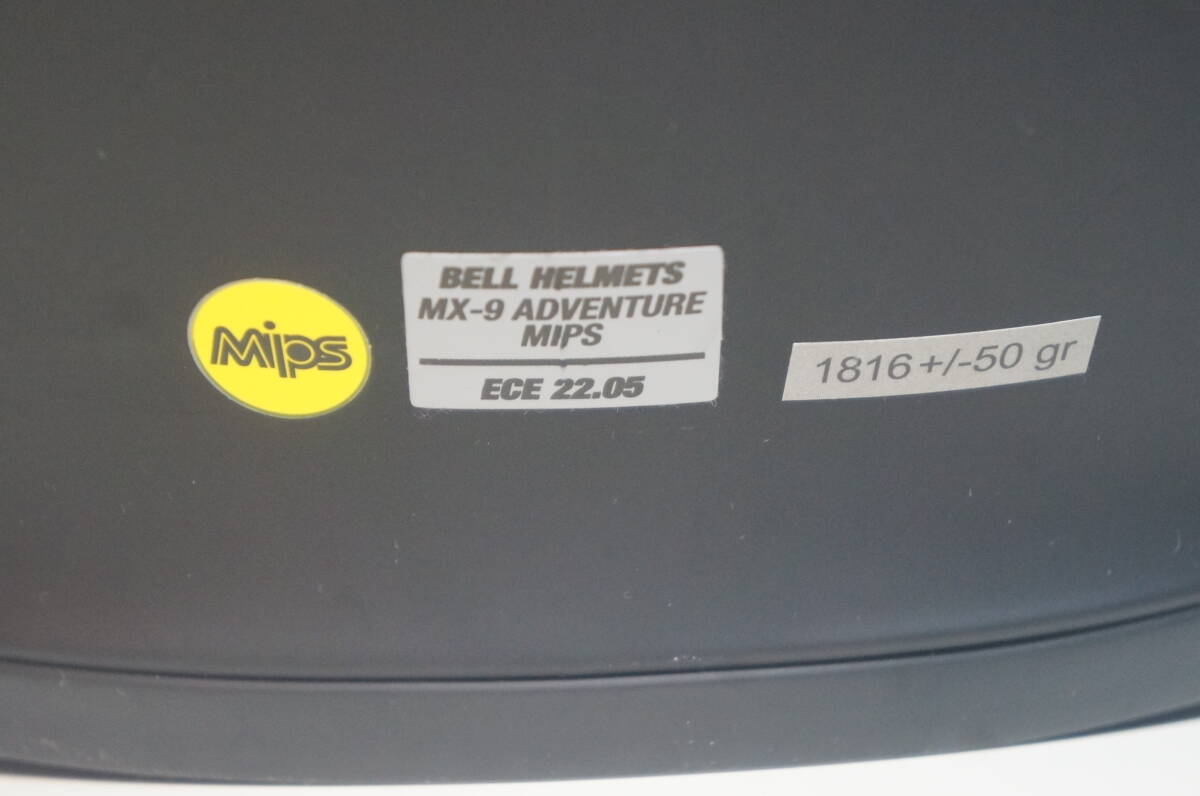 Mips
BELL HELMETS
MX-9 ADVENTURE
MIPS
ECE 22.05
1816+/-50 gr